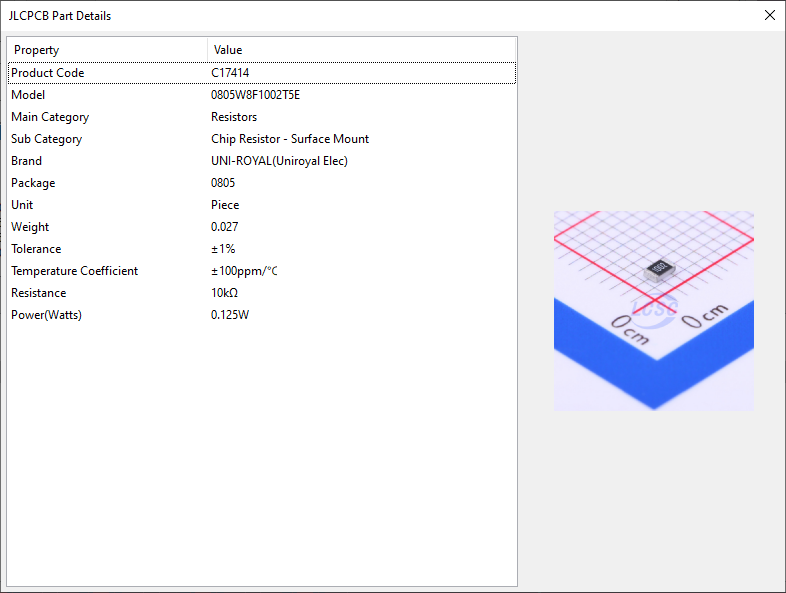 JLCPCB Part Details
Property Value
Product Code C17414
Model 0805W8F1002T5E
Main Category Resistors
Sub Category Chip Resistor - Surface Mount
Brand UNI-ROYAL(Uniroyal Elec)
Package 0805
Unit Piece
Weight 0.027
Tolerance ±1%
Temperature Coefficient ±100ppm/°C
Resistance 10kΩ
Power(Watts) 0.125W
1002
LCSC
0 cm
0 cm